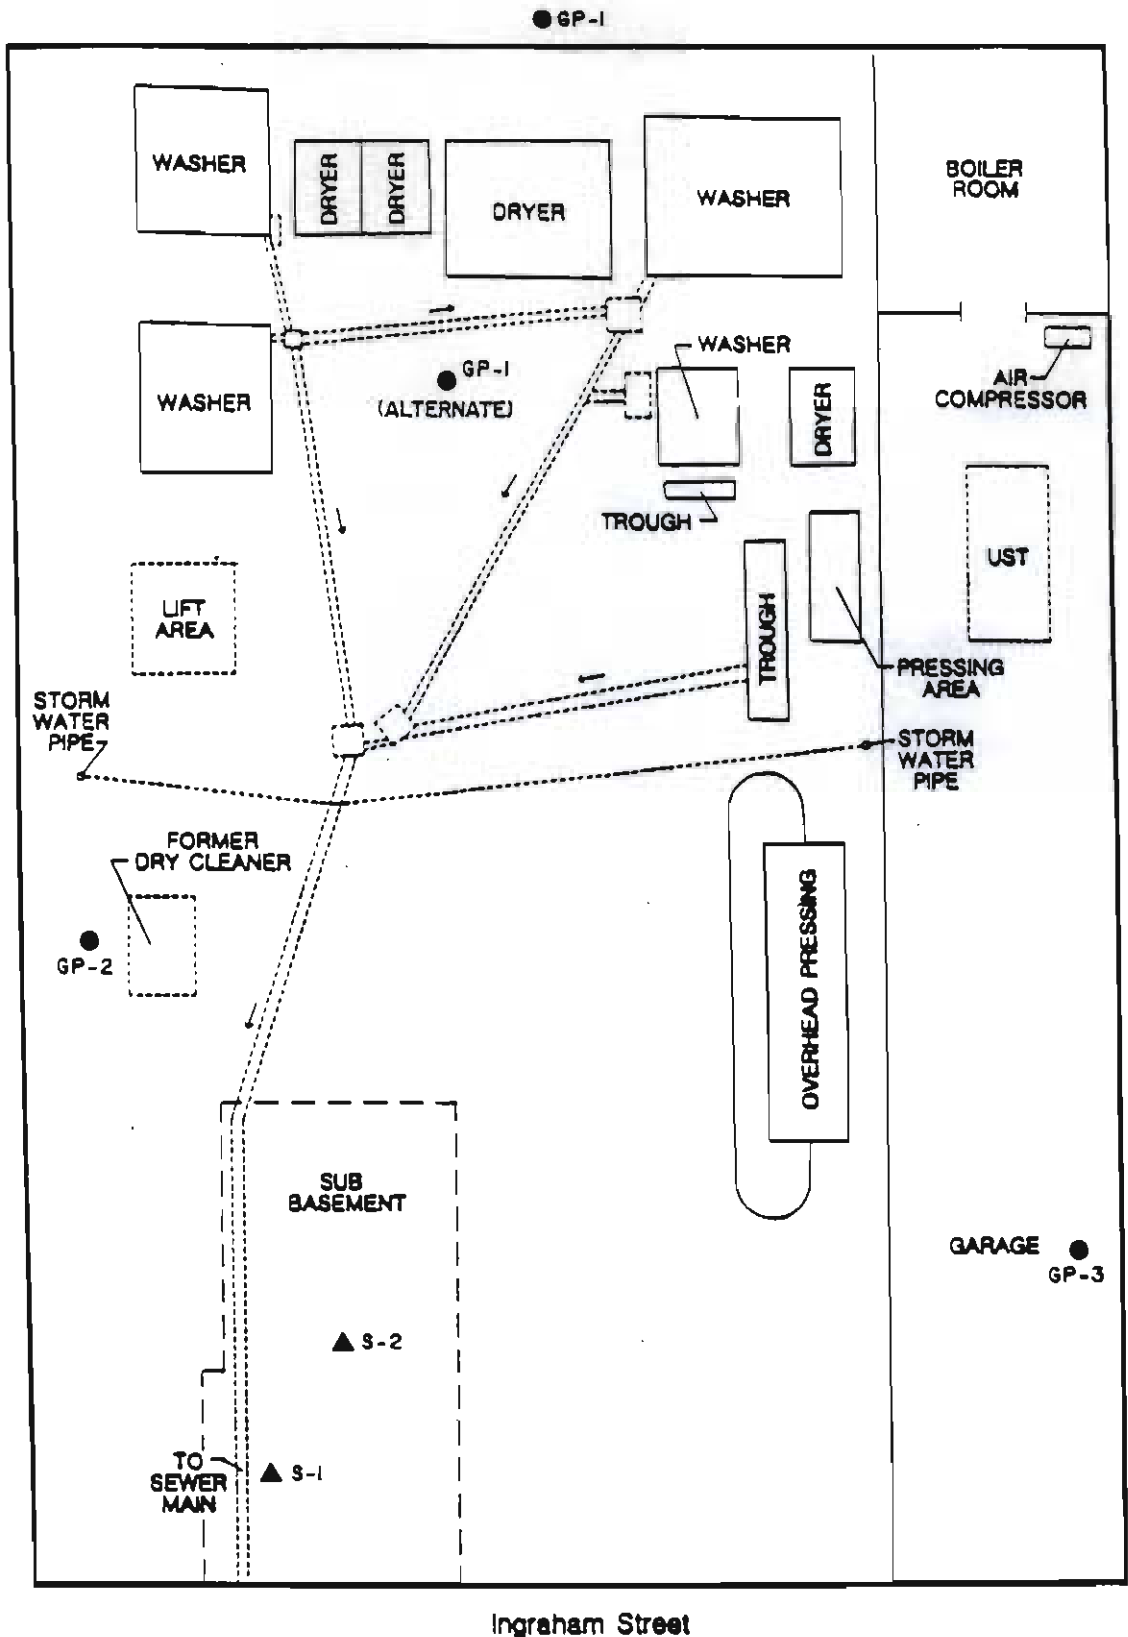 GP-1
WASHER
DRYER
DRYER
DRYER
WASHER
BOILER
ROOM
WASHER
GP-1
(ALTERNATE)
WASHER
DRYER
AIR
COMPRESSOR
TROUGH
UST
LIFT
AREA
TROUGH
PRESSING
AREA
STORM
WATER
PIPE
STORM
WATER
PIPE
FORMER
DRY CLEANER
GP-2
OVERHEAD PRESSING
SUB
BASEMENT
GARAGE
GP-3
S-2
TO
SEWER
MAIN
S-1
Ingraham Street